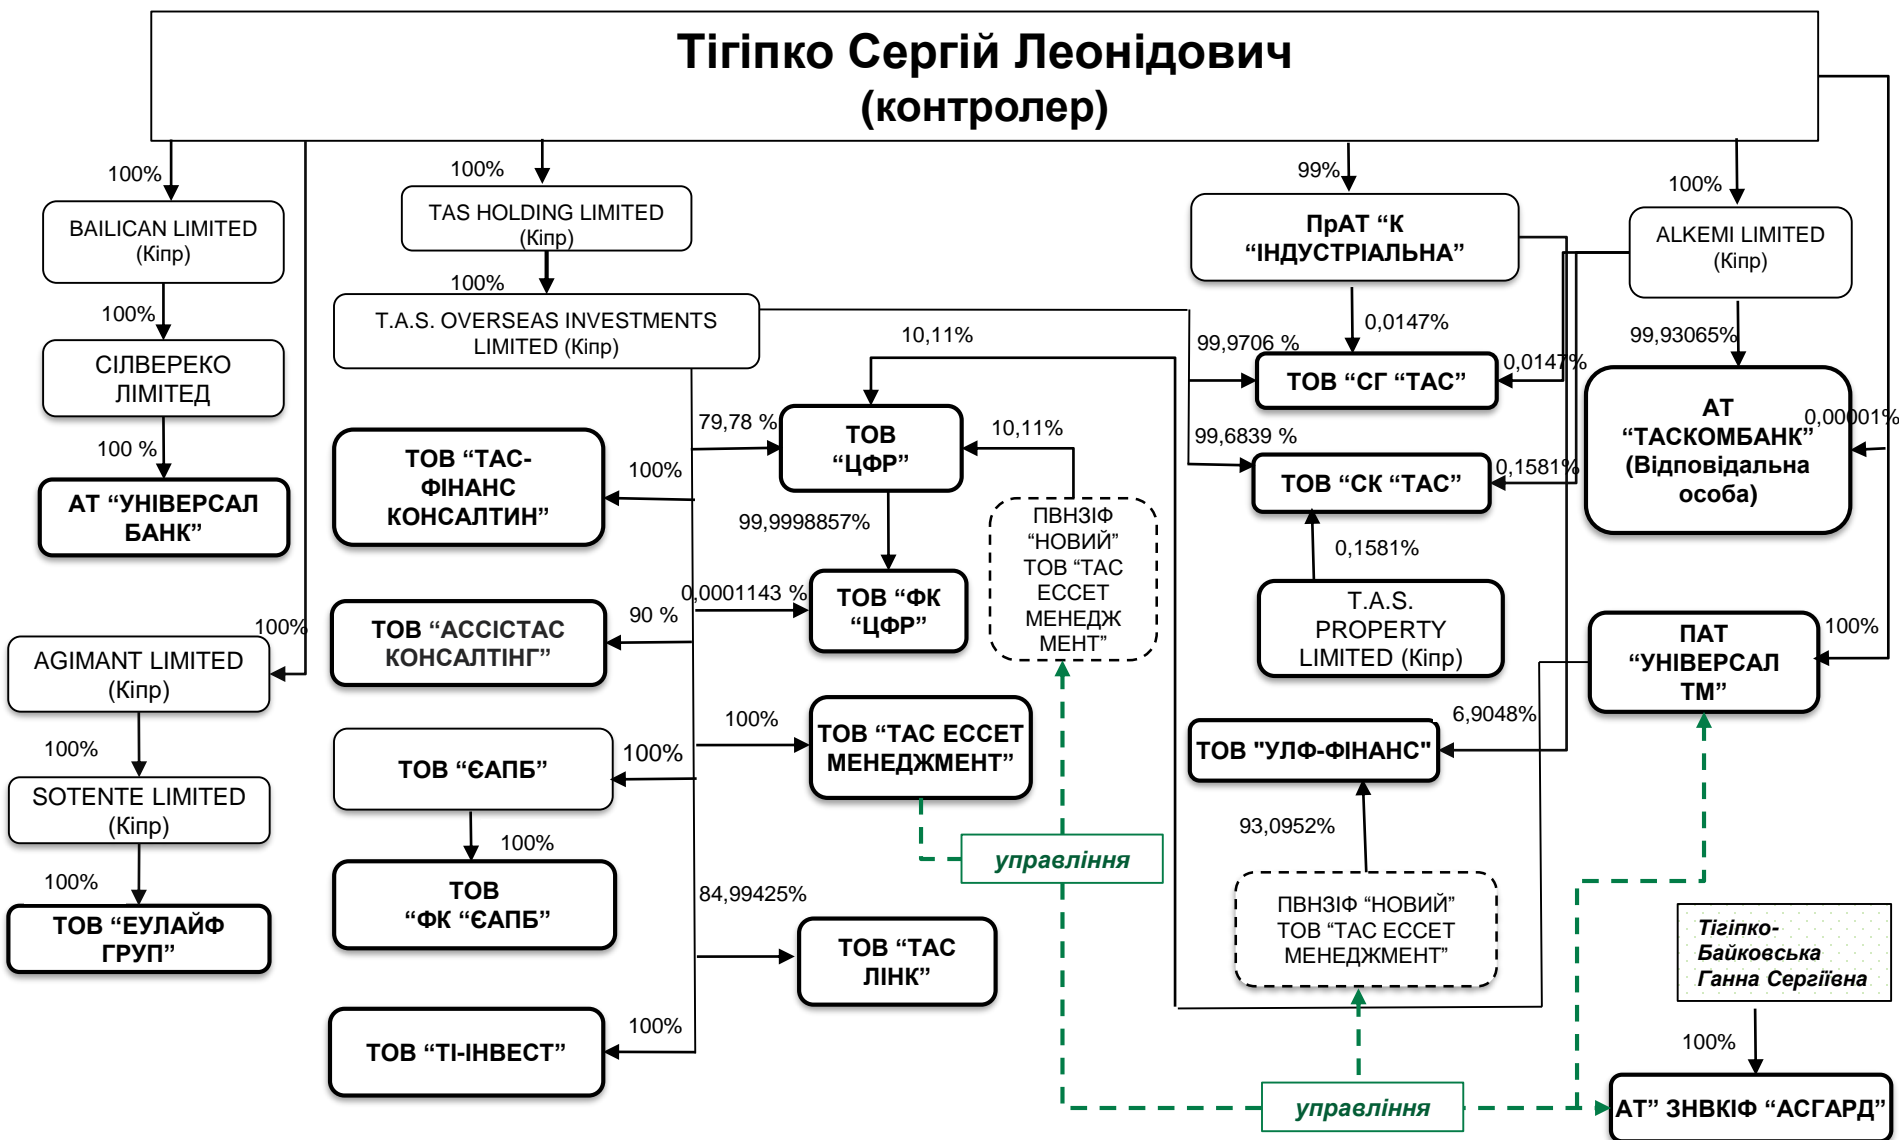 Тігіпко Сергій Леонідович
(контролер)
100%
100%
99%
100%
BAILICAN LIMITED
(Кіпр)
TAS HOLDING LIMITED
(Кіпр)
ПрАТ “К
“ІНДУСТРІАЛЬНА”
ALKEMI LIMITED
(Кіпр)
100%
100%
T.A.S. OVERSEAS INVESTMENTS
LIMITED (Кіпр)
10,11%
99,9706 %
0,0147%
0,0147%
99,93065%
СІЛВЕРЕКО
ЛІМІТЕД
ТОВ “СГ “ТАС”
100 %
АТ “УНІВЕРСАЛ
БАНК”
ТОВ “ТАС-
ФІНАНС
КОНСАЛТИН”
100%
79,78 %
ТОВ
“ЦФР”
10,11%
99,6839 %
ТОВ “СК “ТАС”
0,1581%
АТ
“ТАСКОМБАНК”
(Відповідальна
особа)
0,00001%
99,9998857%
ПВНЗІФ
“НОВИЙ”
ТОВ “ТАС
ЕССЕТ
МЕНЕДЖ
МЕНТ”
0,1581%
T.A.S.
PROPERTY
LIMITED (Кіпр)
100%
AGIMANT LIMITED
(Кіпр)
ТОВ “АССІСТАС
КОНСАЛТІНГ”
90 %
0,0001143 %
ТОВ “ФК
“ЦФР”
ПАТ
“УНІВЕРСАЛ
ТМ”
100%
100%
SOTENTE LIMITED
(Кіпр)
ТОВ “ЄАПБ”
100%
100%
ТОВ “ТАС ЕССЕТ
МЕНЕДЖМЕНТ”
6,9048%
ТОВ "УЛФ-ФІНАНС"
100%
ТОВ “ЕУЛАЙФ
ГРУП”
100%
ТОВ
“ФК “ЄАПБ”
управління
93,0952%
ПВНЗІФ “НОВИЙ”
ТОВ “ТАС ЕССЕТ
МЕНЕДЖМЕНТ”
84,99425%
ТОВ “ТАС
ЛІНК”
Тігіпко-
Байковська
Ганна Сергіївна
ТОВ “ТІ-ІНВЕСТ”
100%
100%
управління
АТ” ЗНВКІФ “АСГАРД”